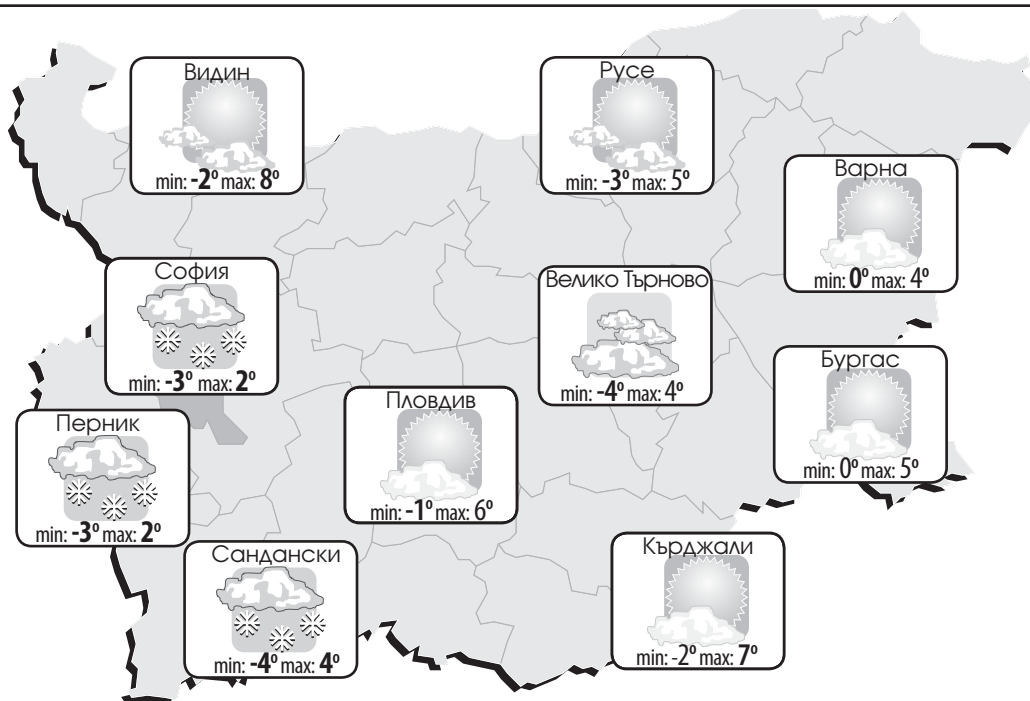 Видин
min: -2° max: 8°
Русе
min: -3° max: 5°
Варна
min: 0° max: 4°
София
min: -3° max: 2°
Велико Търново
min: -4° max: 4°
Бургас
min: 0° max: 5°
Пловдив
min: -1° max: 6°
Перник
min: -3° max: 2°
Сандански
min: -4° max: 4°
Кърджали
min: -2° max: 7°